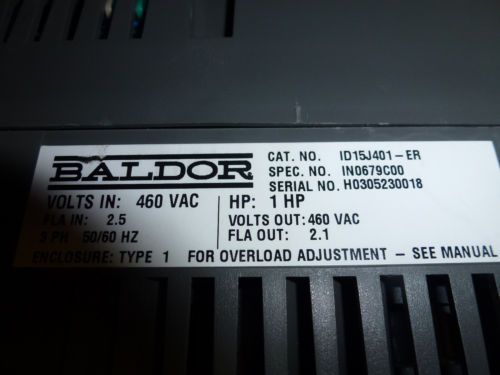 BALDOR
CAT. NO. ID15J401-ER
SPEC. NO. IN0679C00
SERIAL NO. H0305230018
VOLTS IN: 460 VAC
FLA IN: 2.5
3 PH 50/60 HZ
HP: 1 HP
VOLTS OUT: 460 VAC
FLA OUT: 2.1
ENCLOSURE: TYPE 1 FOR OVERLOAD ADJUSTMENT - SEE MANUAL